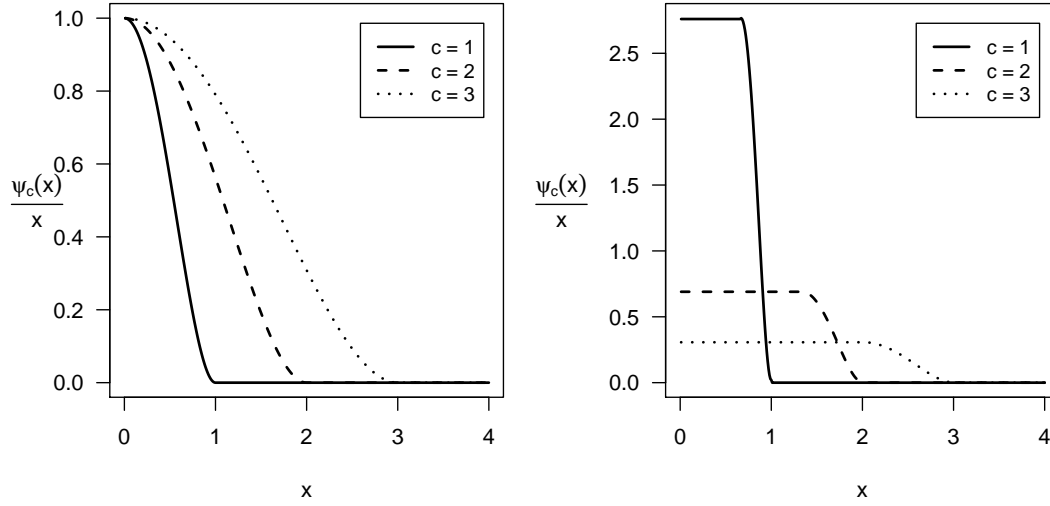 1.0
0.8
0.6
0.4
0.2
0.0
ψc(x)
x
0 1 2 3 4
x
c = 1
c = 2
c = 3
2.5
2.0
1.5
1.0
0.5
0.0
ψc(x)
x
0 1 2 3 4
x
c = 1
c = 2
c = 3